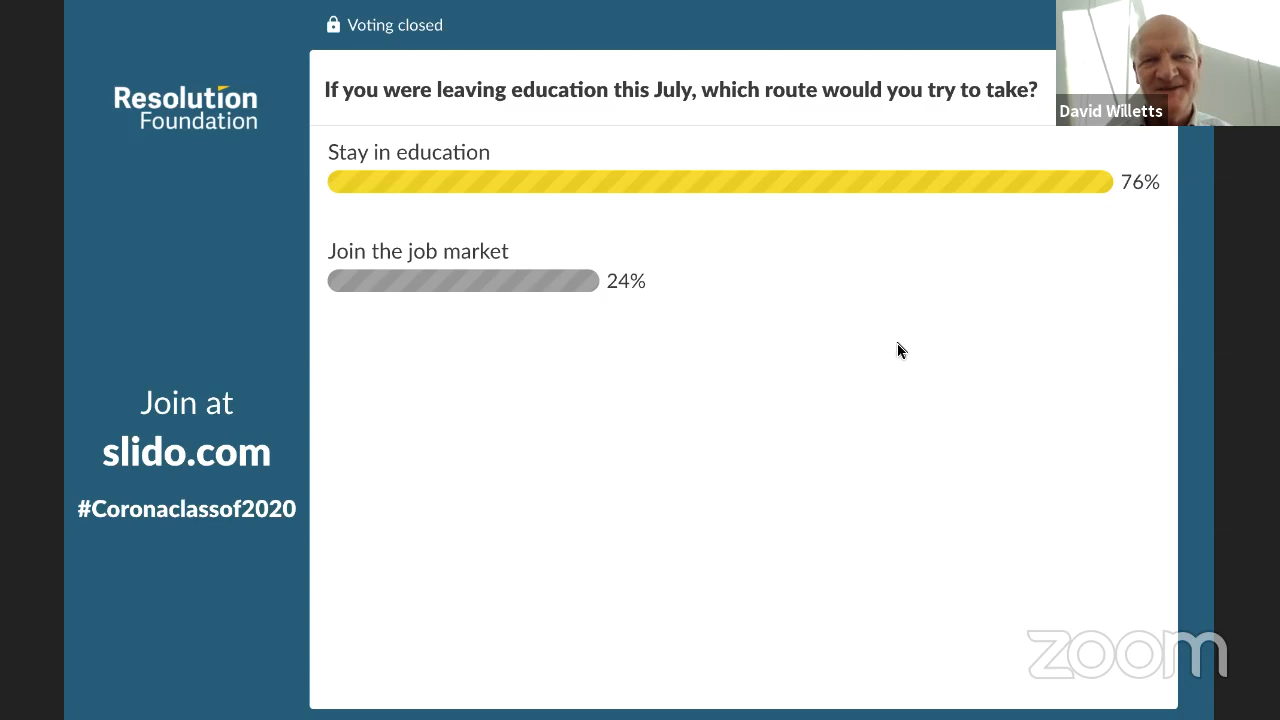 Voting closed
Resolution
Foundation
If you were leaving education this July, which route would you try to take?
David Willetts
Stay in education
76%
Join the job market
24%
Join at
slido.com
#Coronaclassof2020
zoom